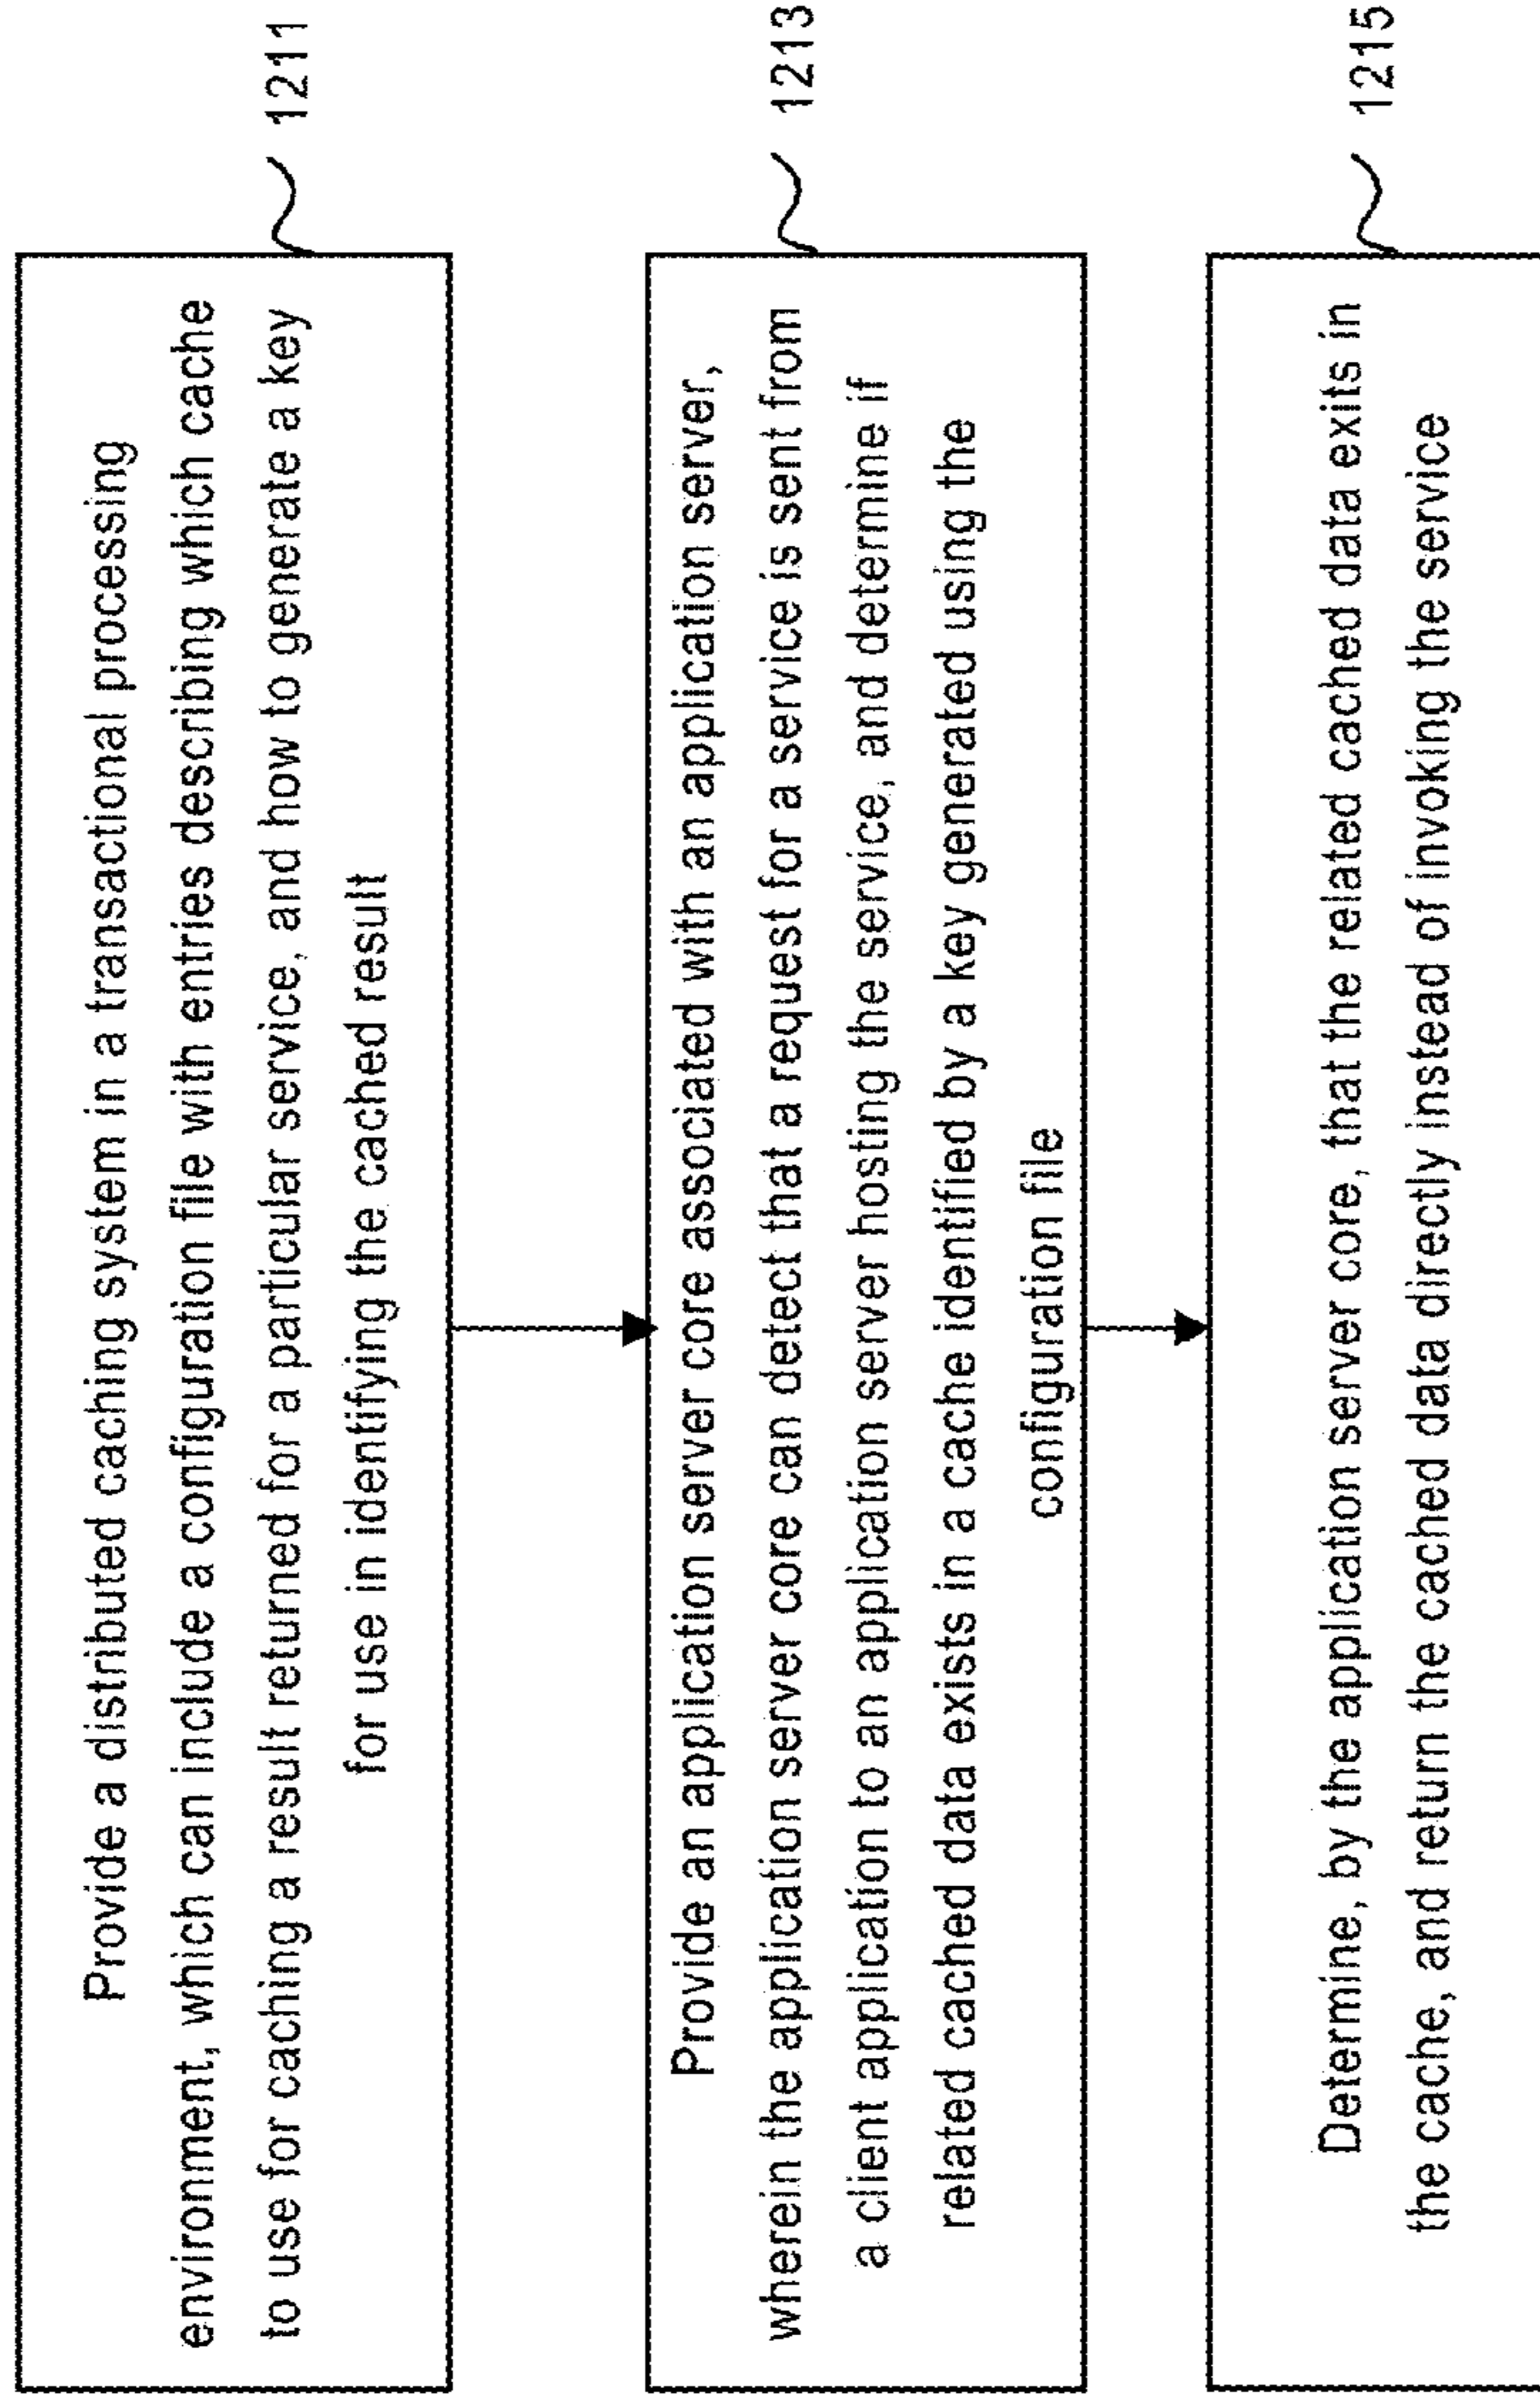 Provide a distributed caching system in a transactional processing
environment, which can include a configuration file with entries describing which cache
to use for caching a result returned for a particular service, and how to generate a key
for use in identifying the cached result
1211
Provide an application server core associated with an application server,
wherein the application server core can detect that a request for a service is sent from
a client application to an application server hosting the service, and determine if
related cached data exists in a cache identified by a key generated using the
configuration file
1213
Determine, by the application server core, that the related cached data exits in
the cache, and return the cached data directly instead of invoking the service
1215